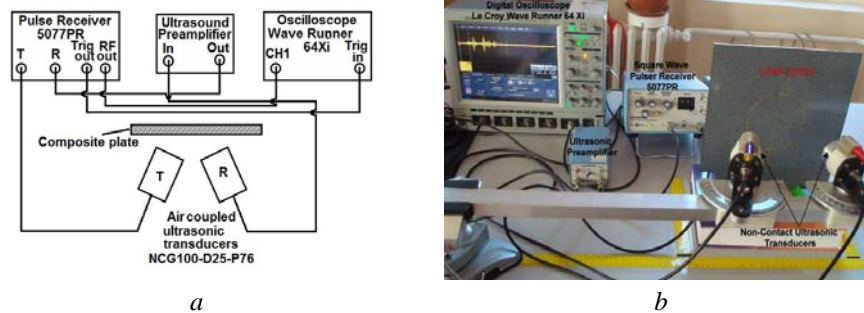 Pulse Receiver
5077PR
T R Trig out RF out
Ultrasound
Preamplifier
In Out
Oscilloscope
Wave Runner
64Xi
CH1 Trig in
Composite plate
T
R
Air coupled
ultrasonic
transducers
NCG100-D25-P76
a
Digital Oscilloscope
Le Croy Wave Runner 64 Xi
Square Wave
Pulser Receiver
5077PR
Ultrasonic
Preamplifier
Non-Contact Ultrasonic
Transducers
b